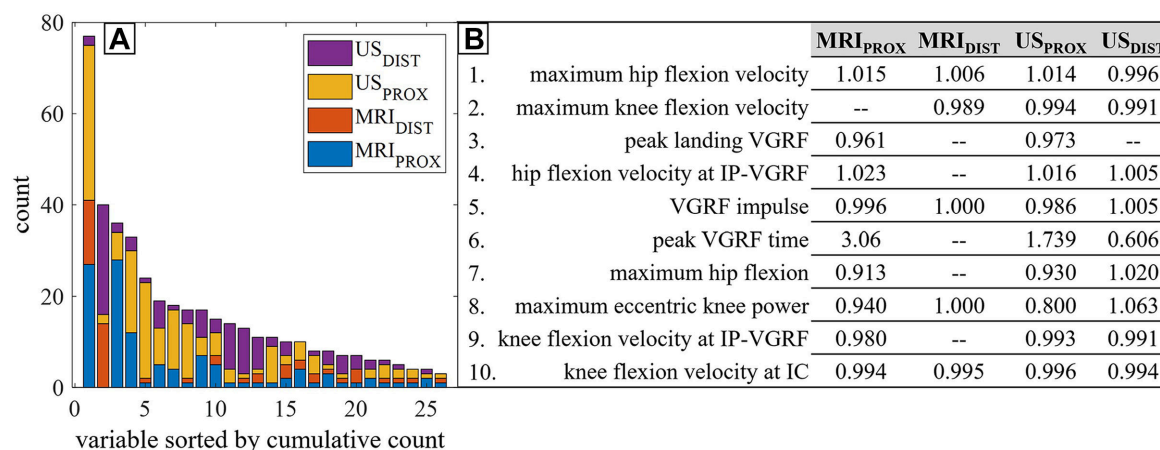 80
60
40
20
0
count
0 5 10 15 20 25
variable sorted by cumulative count
A
US_DIST
US_PROX
MRI_DIST
MRI_PROX
B
MRI_PROX MRI_DIST US_PROX US_DIST
1. maximum hip flexion velocity 1.015 1.006 1.014 0.996
2. maximum knee flexion velocity -- 0.989 0.994 0.991
3. peak landing VGRF 0.961 -- 0.973 --
4. hip flexion velocity at IP-VGRF 1.023 -- 1.016 1.005
5. VGRF impulse 0.996 1.000 0.986 1.005
6. peak VGRF time 3.06 -- 1.739 0.606
7. maximum hip flexion 0.913 -- 0.930 1.020
8. maximum eccentric knee power 0.940 1.000 0.800 1.063
9. knee flexion velocity at IP-VGRF 0.980 -- 0.993 0.991
10. knee flexion velocity at IC 0.994 0.995 0.996 0.994